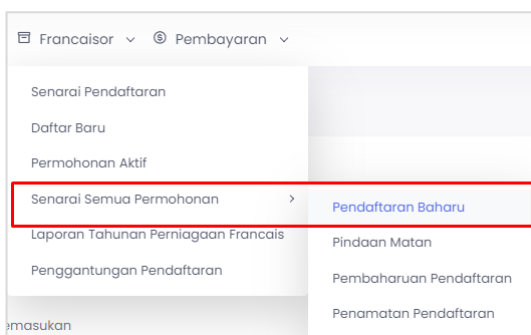 Francaisor Pembayaran
Senarai Pendaftaran
Daftar Baru
Permohonan Aktif
Senarai Semua Permohonan
Pendaftaran Baharu
Laporan Tahunan Perniagaan Francais
Pindaan Matan
Penggantungan Pendaftaran
Pembaharuan Pendaftaran
Penamatan Pendaftaran
emasukan